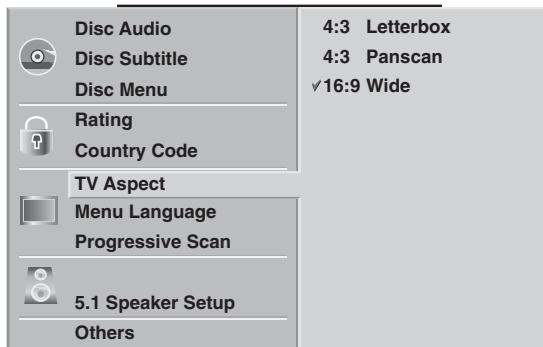 Disc Audio
Disc Subtitle
Disc Menu
Rating
Country Code
TV Aspect
Menu Language
Progressive Scan
5.1 Speaker Setup
Others
4:3 Letterbox
4:3 Panscan
✓16:9 Wide